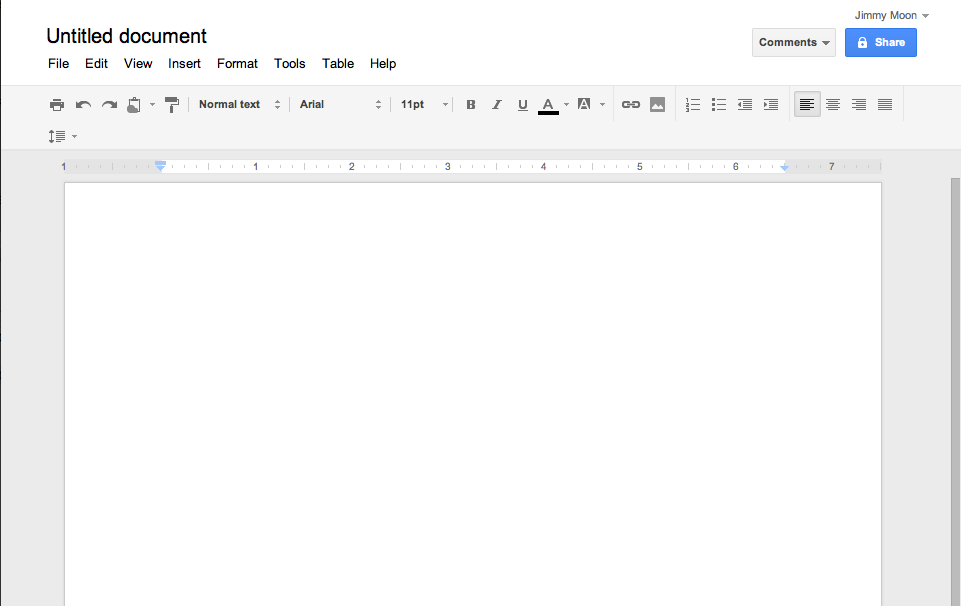 Jimmy Moon
Untitled document
Comments
Share
File Edit View Insert Format Tools Table Help
Normal text Arial 11pt B I U A A
1 1 2 3 4 5 6 7